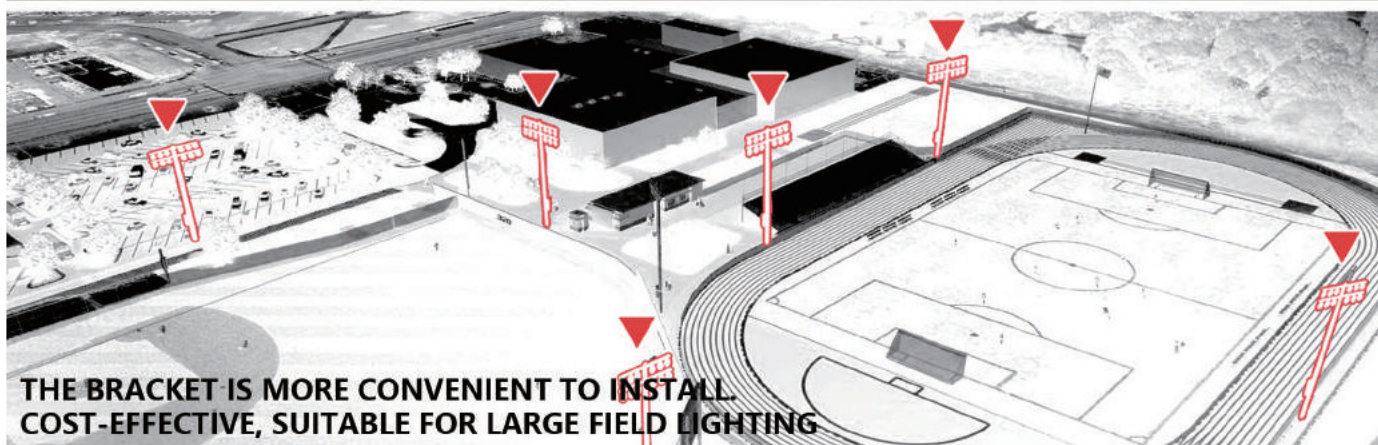 THE BRACKET IS MORE CONVENIENT TO INSTALL.
COST-EFFECTIVE, SUITABLE FOR LARGE FIELD LIGHTING